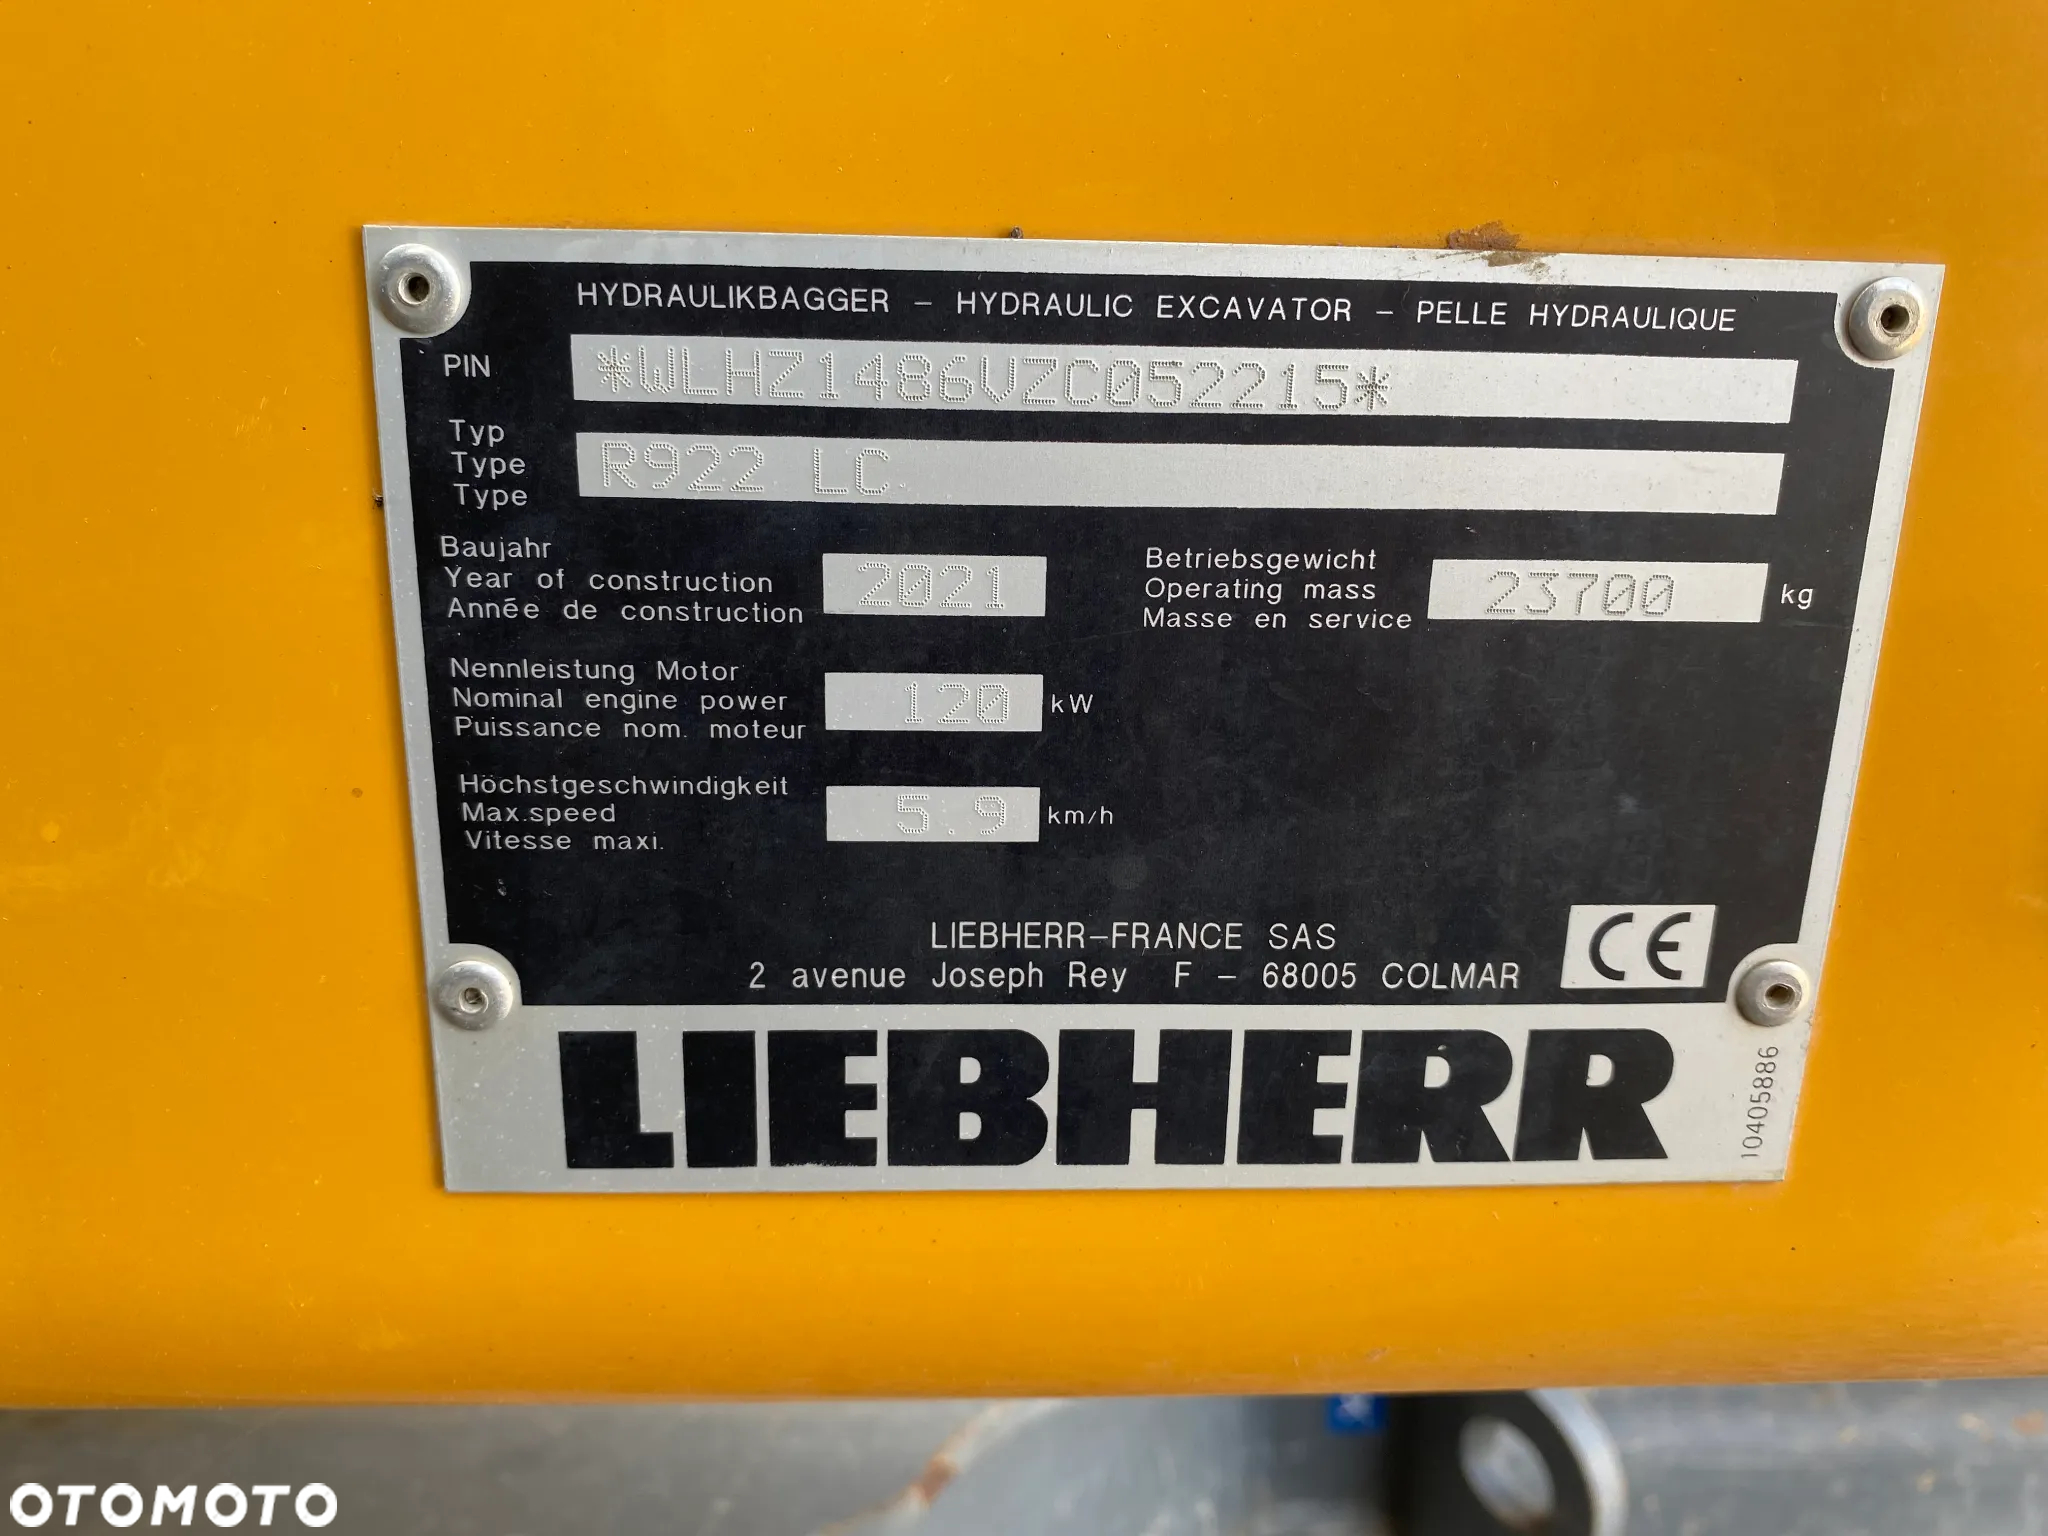 HYDRAULIKBAGGER – HYDRAULIC EXCAVATOR – PELLE HYDRAULIQUE
PIN *WLHZ1486VZC052215*
Typ
Type R922 LC
Type
Baujahr
Year of construction 2021
Année de construction
Betriebsgewicht
Operating mass 23700 kg
Masse en service
Nennleistung Motor
Nominal engine power 120 kW
Puissance nom. moteur
Höchstgeschwindigkeit
Max.speed 5.9 km/h
Vitesse maxi.
LIEBHERR–FRANCE SAS
2 avenue Joseph Rey F – 68005 COLMAR
CE
LIEBHERR
10405886
OTOMOTO